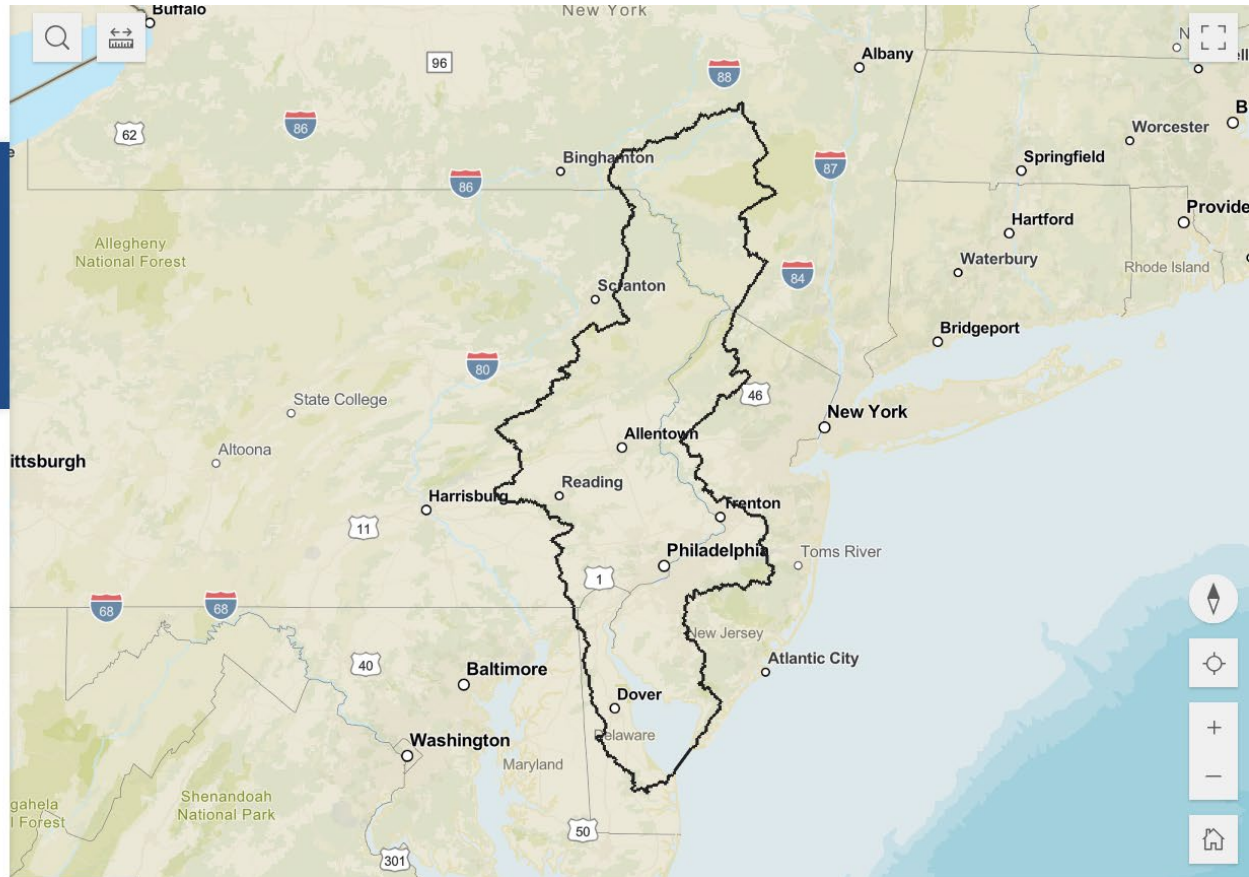 Buffalo
New York
Albany
96
88
86
62
Worcester
Binghamton
Springfield
87
86
Provide
Hartford
Allegheny
National Forest
Waterbury
Rhode Island
84
Scranton
Bridgeport
80
46
State College
New York
Allentown
ittsburgh
Altoona
Reading
Harrisburg
Trenton
11
Philadelphia
Toms River
1
68
68
New Jersey
40
Atlantic City
Baltimore
Dover
Delaware
Washington
Maryland
gahela
l Forest
Shenandoah
National Park
50
301